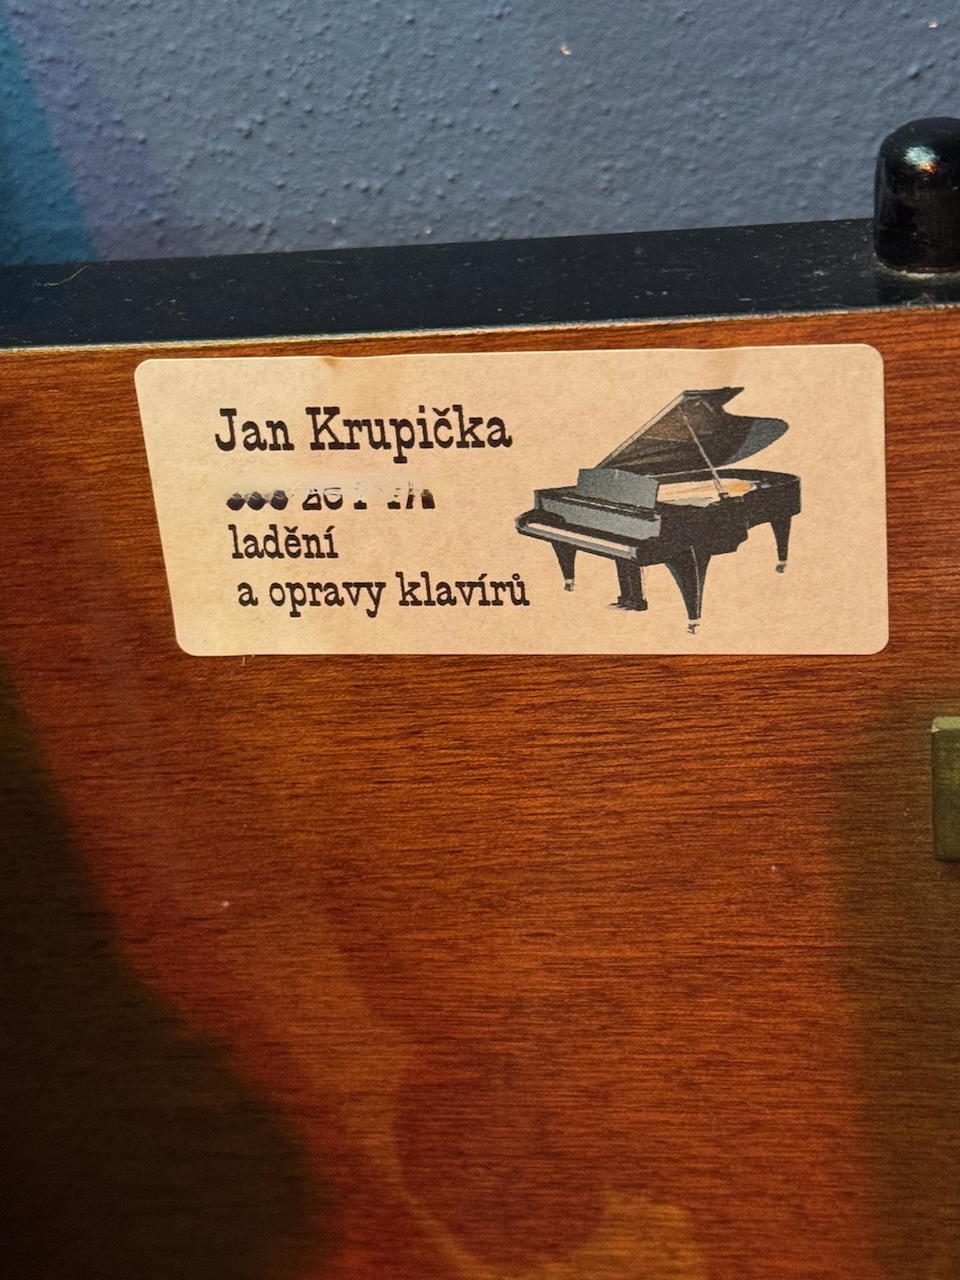 Jan Krupička
ladění
a opravy klavírů